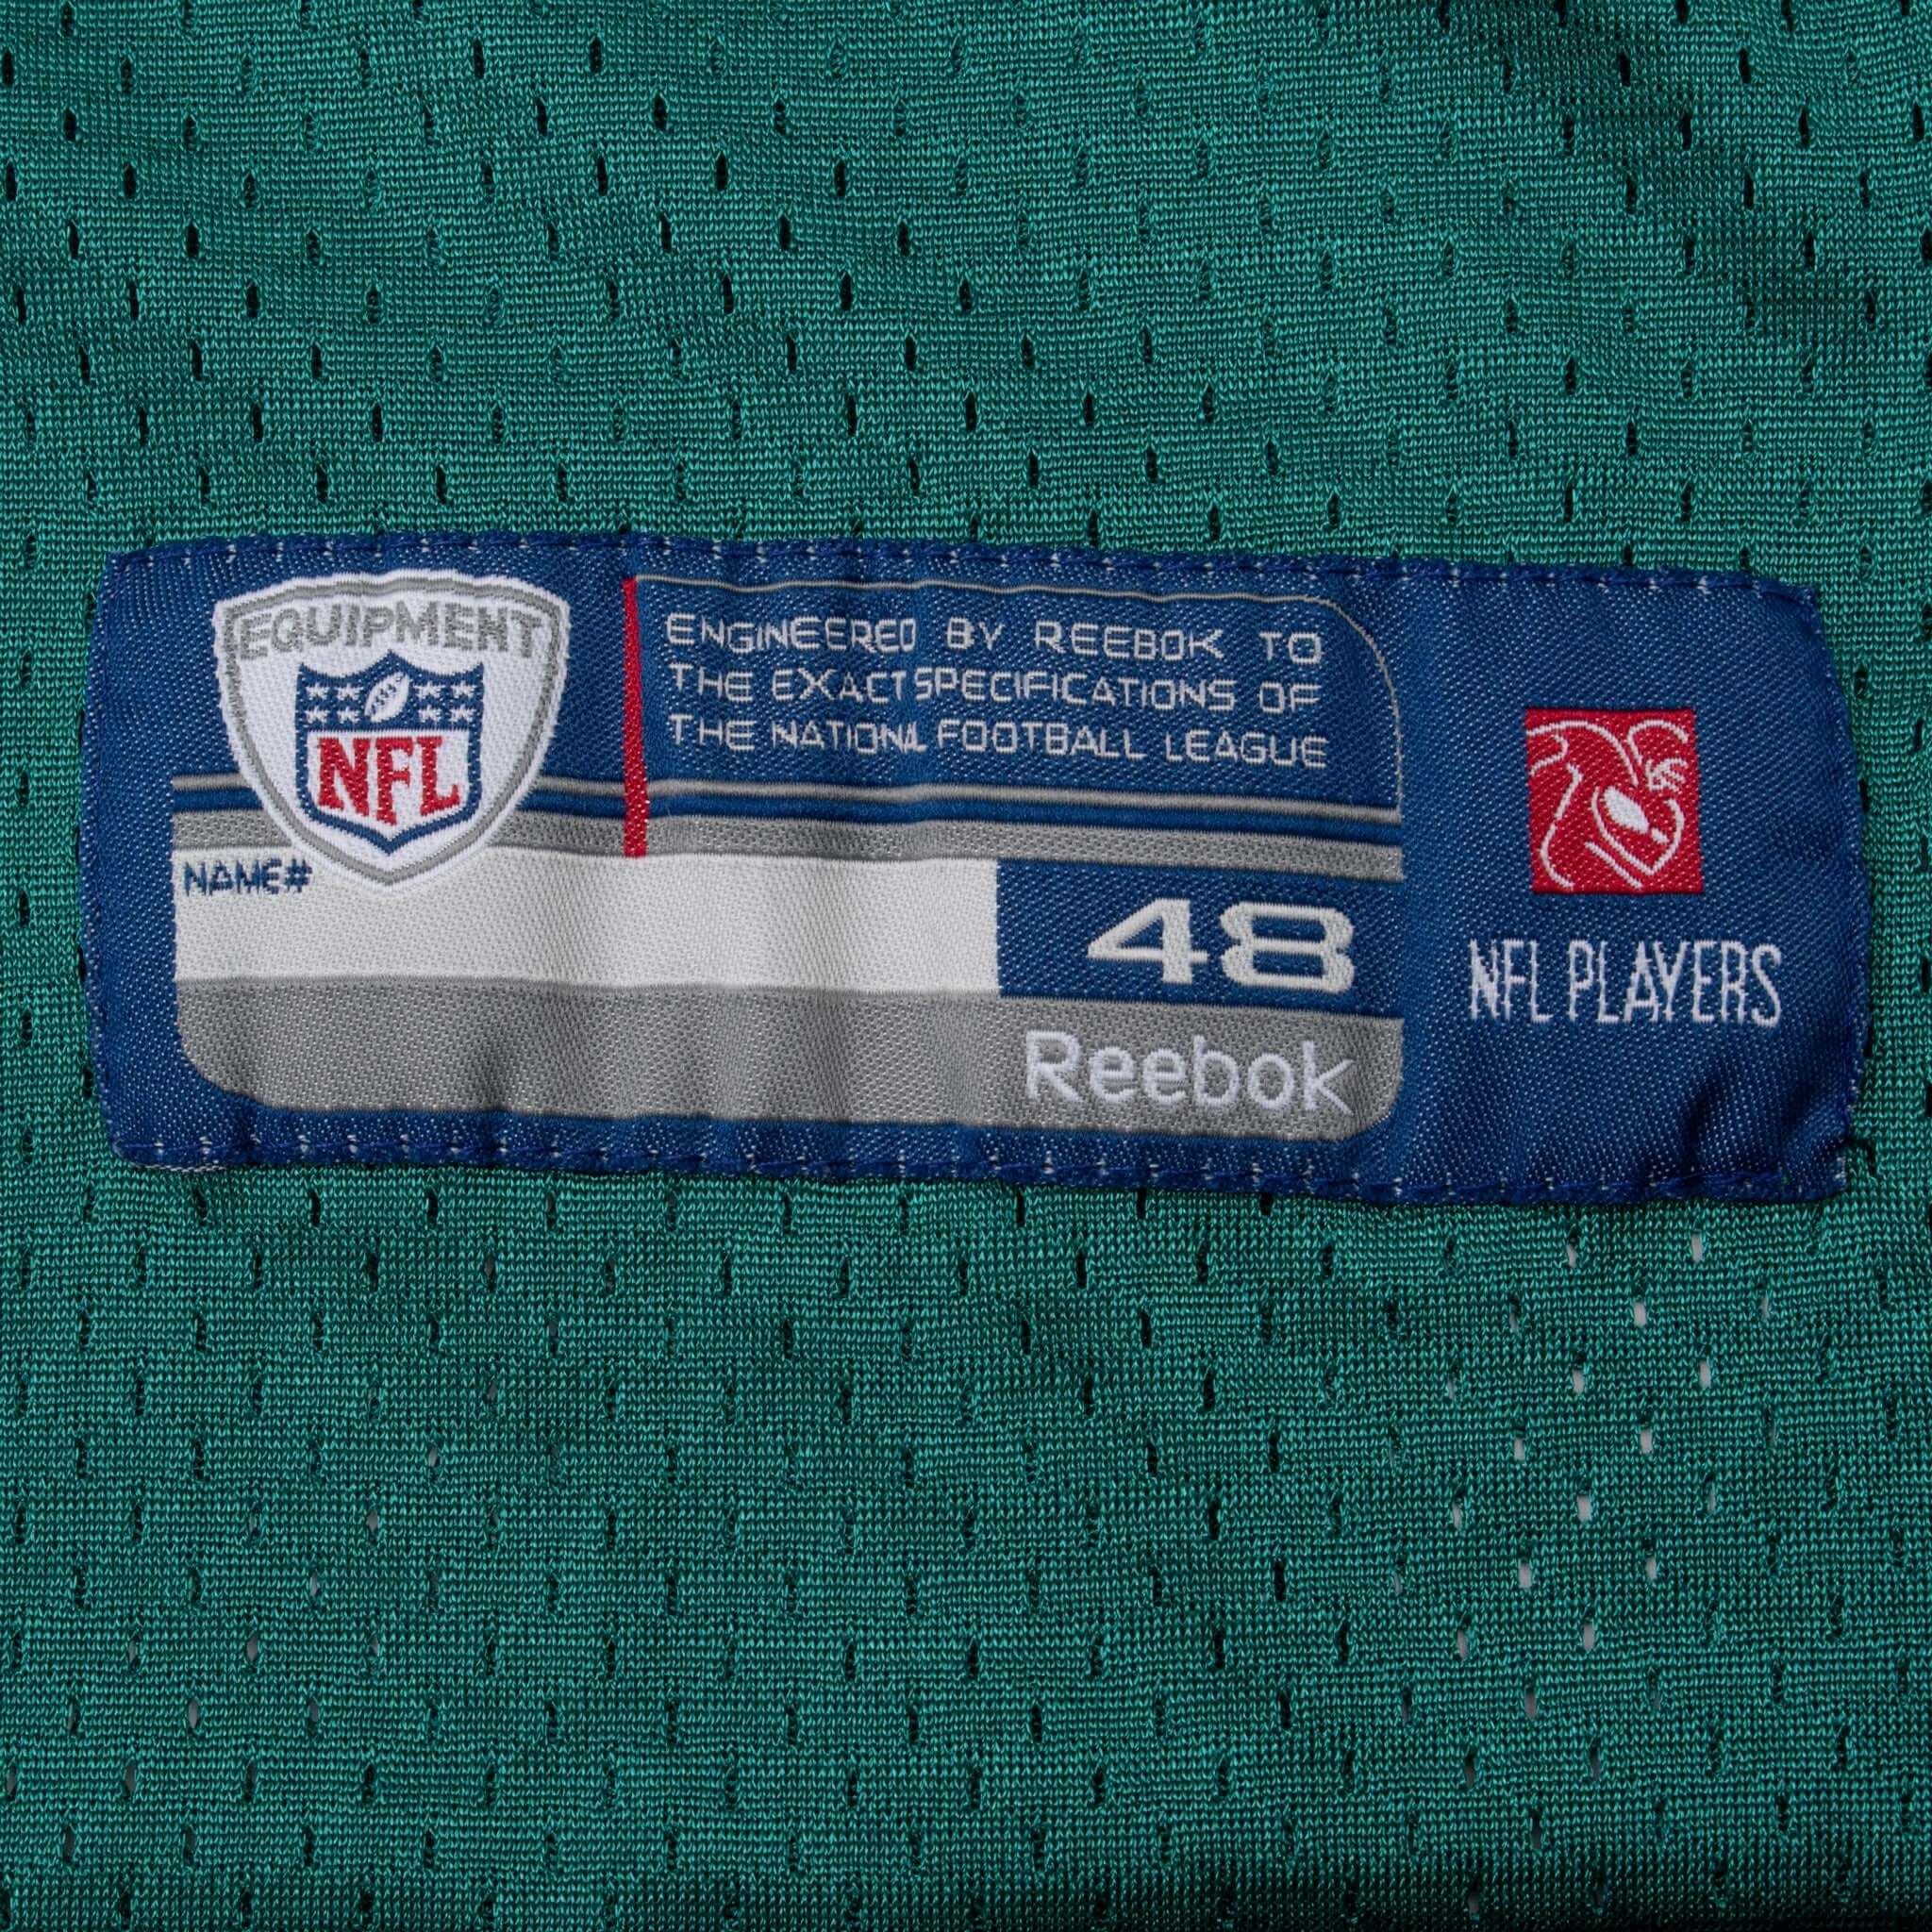 EQUIPMENT
NFL
ENGINEERED BY REEBOK TO
THE EXACT SPECIFICATIONS OF
THE NATIONAL FOOTBALL LEAGUE
NAME#
48
Reebok
NFL PLAYERS